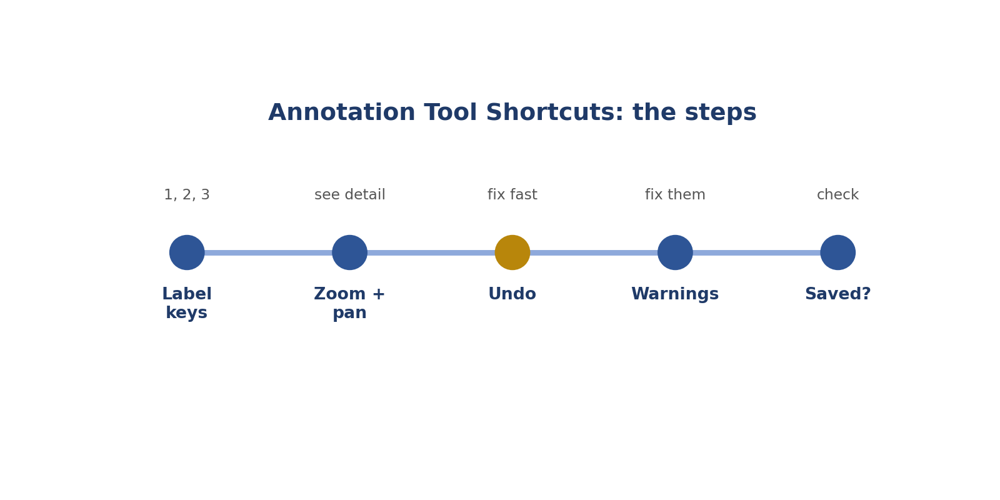 Annotation Tool Shortcuts: the steps
1, 2, 3
see detail
fix fast
fix them
check
Label
keys
Zoom +
pan
Undo
Warnings
Saved?